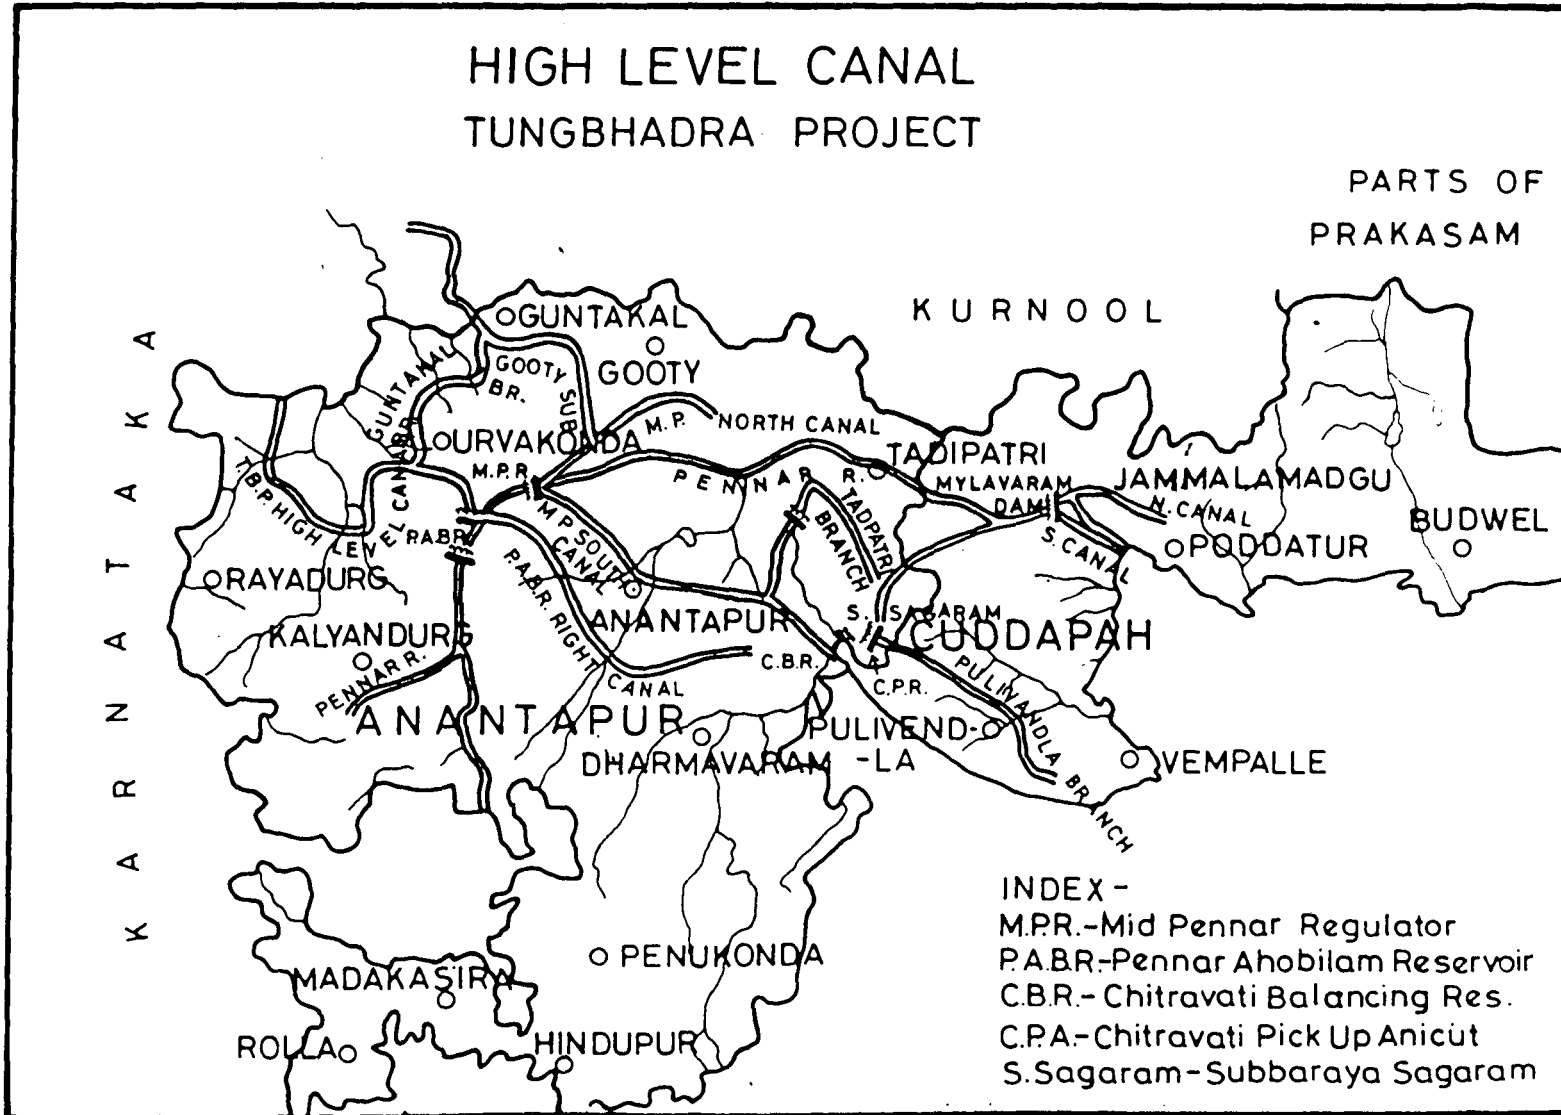 HIGH LEVEL CANAL
TUNGBHADRA PROJECT
PARTS OF
PRAKASAM
KURNOOL
KARNATAKA
GUNTAKAL
GOOTY
GUNTAKAL
BR.
GOOTY SUB
BR.
OURVAKONDA
M.P. NORTH CANAL
M.P.R.
PENNAR R.
TADIPATRI
MYLAVARAM
DAM
JAMMALAMADGU
N.CANAL
S.CANAL
BUDWEL
PODDATUR
T.B.P. HIGH LEVEL CANAL
P.A.B.R.
M P SOUTH
CANAL
TADPATRI
BRANCH
RAYADURG
P.A.B.R. RIGHT CANAL
ANANTAPUR
S. SAGARAM
CUDDAPAH
KALYANDURG
PENNAR R.
C.B.R.
C.P.R.
PULIVANDLA BRANCH
ANANTAPUR
PULIVEND-
-LA
DHARMAVARAM
VEMPALLE
PENUKONDA
MADAKASIRA
ROLLA
HINDUPUR
INDEX -
M.P.R.-Mid Pennar Regulator
P.A.B.R-Pennar Ahobilam Reservoir
C.B.R.- Chitravati Balancing Res.
C.P.A.-Chitravati Pick Up Anicut
S.Sagaram-Subbaraya Sagaram